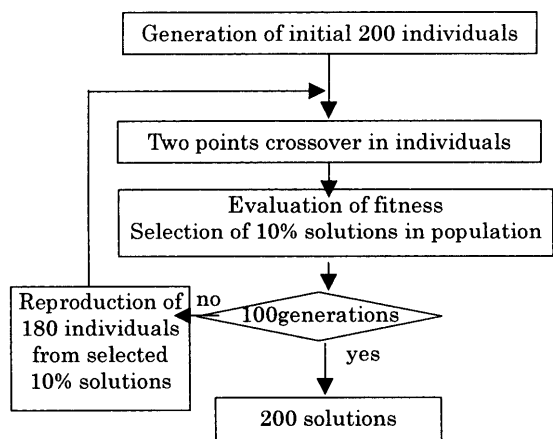 Generation of initial 200 individuals
Two points crossover in individuals
Evaluation of fitness
Selection of 10% solutions in population
Reproduction of
180 individuals
from selected
10% solutions
no
100generations
yes
200 solutions